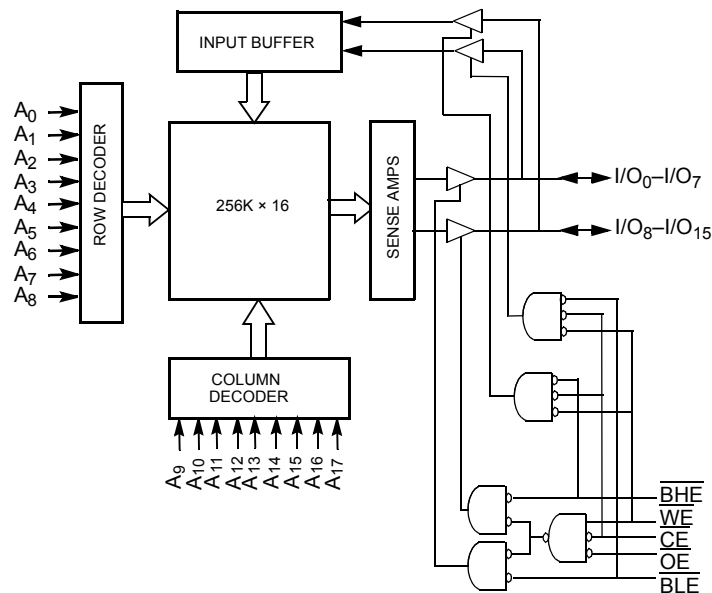 INPUT BUFFER
A0
A1
A2
A3
A4
A5
A6
A7
A8
ROW DECODER
256K × 16
SENSE AMPS
I/O0–I/O7
I/O8–I/O15
COLUMN
DECODER
A9
A10
A11
A12
A13
A14
A15
A16
A17
BHE
WE
CE
OE
BLE